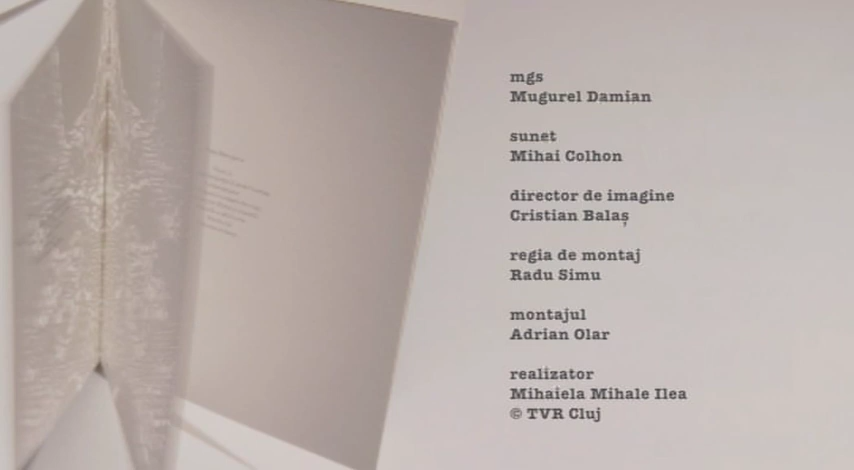 mgs
Mugurel Damian
sunet
Mihai Colhon
director de imagine
Cristian Balaș
regia de montaj
Radu Simu
montajul
Adrian Olar
realizator
Mihaiela Mihale Ilea
© TVR Cluj